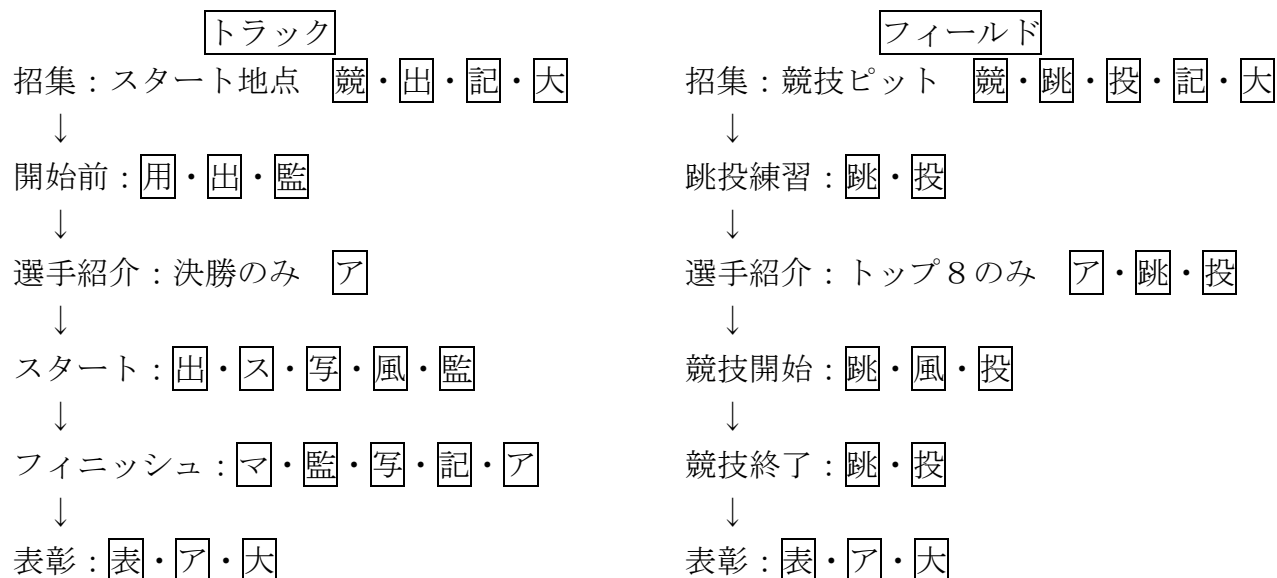 トラック
招集：スタート地点　競・出・記・大
↓
開始前：用・出・監
↓
選手紹介：決勝のみ　ア
↓
スタート：出・ス・写・風・監
↓
フィニッシュ：マ・監・写・記・ア
↓
表彰：表・ア・大
フィールド
招集：競技ピット　競・跳・投・記・大
↓
跳投練習：跳・投
↓
選手紹介：トップ８のみ　ア・跳・投
↓
競技開始：跳・風・投
↓
競技終了：跳・投
↓
表彰：表・ア・大